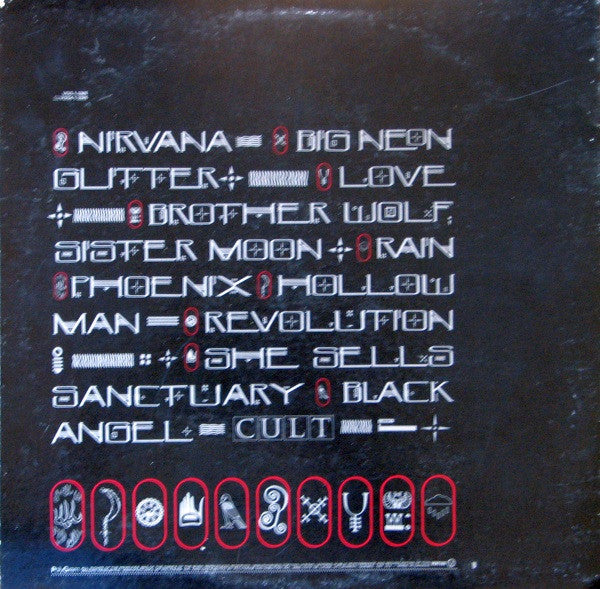 NIRVANA BIG NEON
GLITTER LOVE
BROTHER WOLF,
SISTER MOON RAIN
PHOENIX HOLLOW
MAN REVOLUTION
SHE SELLS
SANCTUARY BLACK
ANGEL CULT